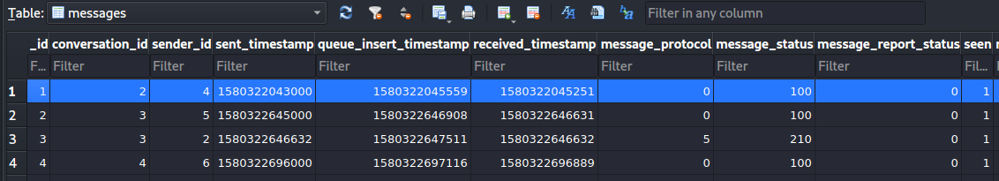 Table: messages Filter in any column
_id conversation_id sender_id sent_timestamp queue_insert_timestamp received_timestamp message_protocol message_status message_report_status seen
F... Filter Filter Filter Filter Filter Filter Filter Filter Fil...
1 1 2 4 1580322043000 1580322045559 1580322045251 0 100 0 1
2 2 3 5 1580322645000 1580322646908 1580322646631 0 100 0 1
3 3 3 2 1580322646632 1580322647511 1580322646632 5 210 0 1
4 4 4 6 1580322696000 1580322697116 1580322696889 0 100 0 1